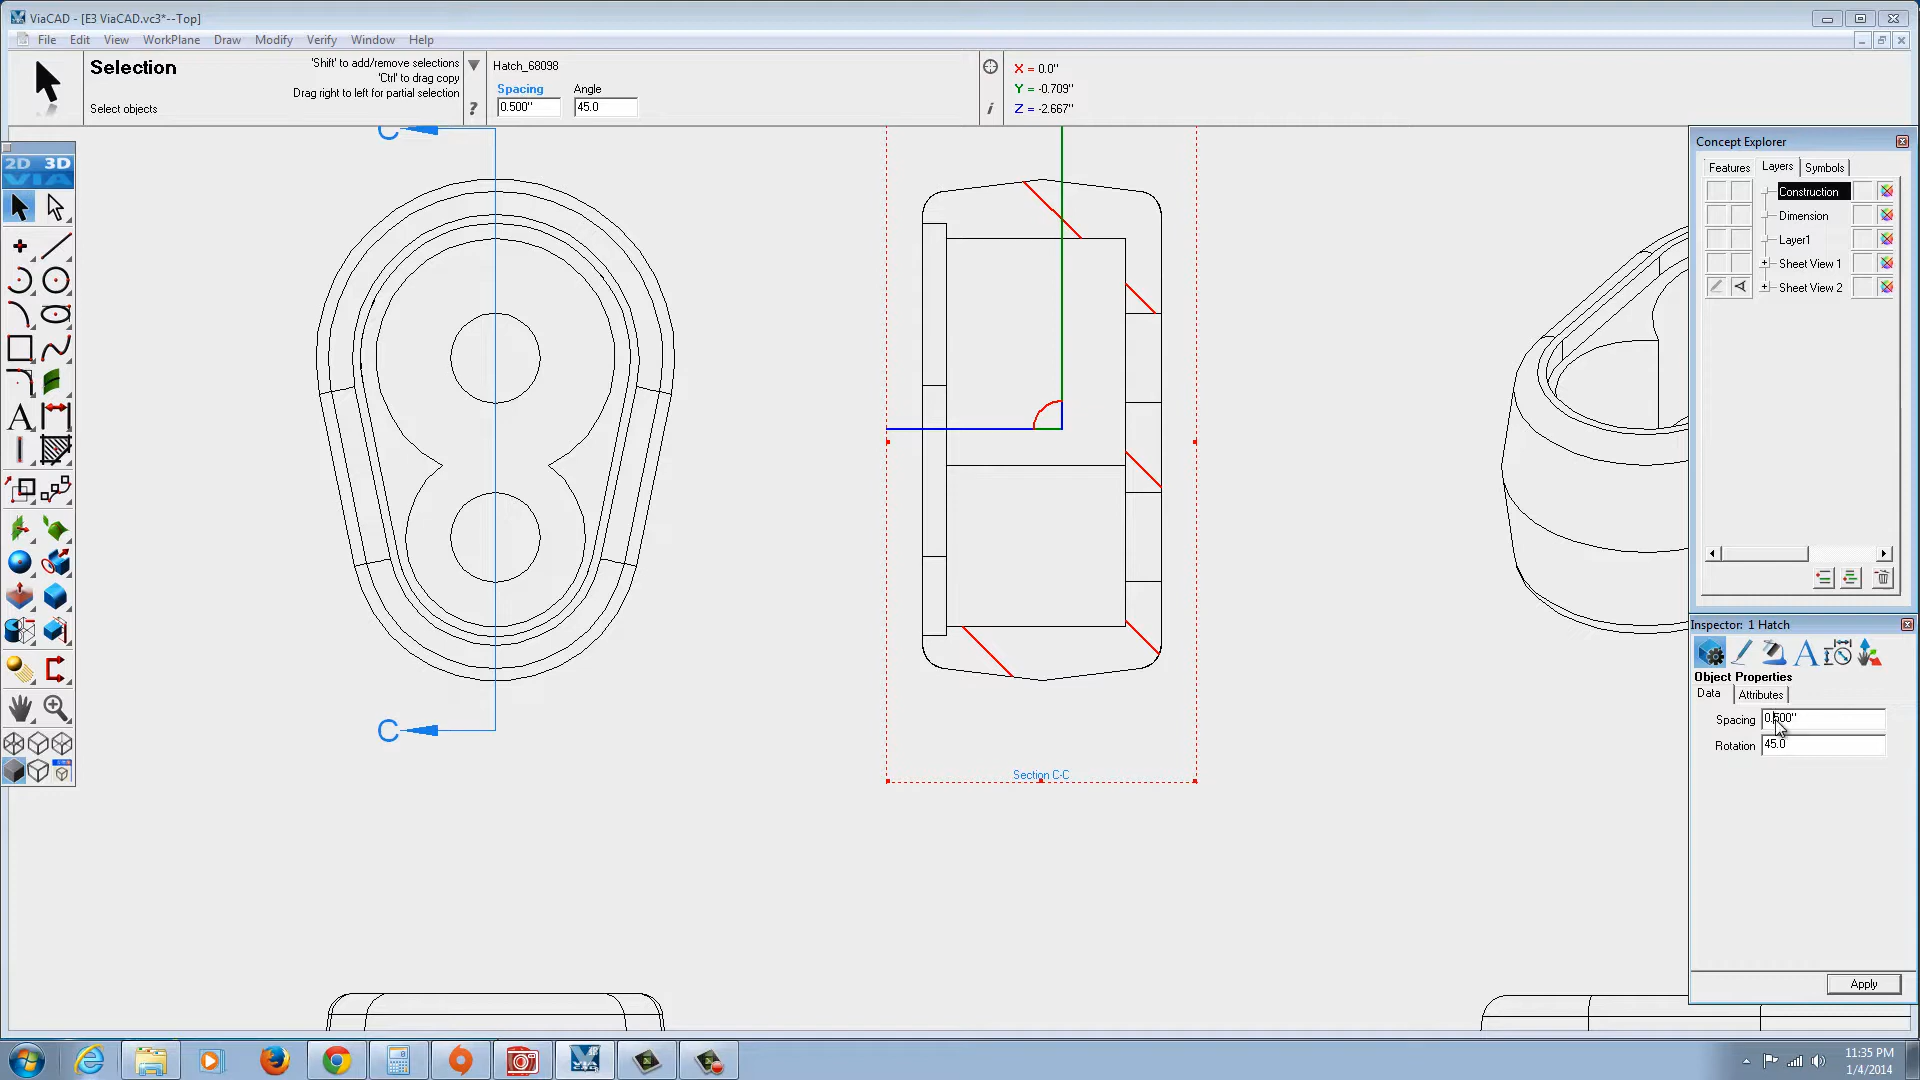 ViaCAD - [E3 ViaCAD.vc3*--Top]
File Edit View WorkPlane Draw Modify Verify Window Help
Selection
'Shift' to add/remove selections
'Ctrl' to drag copy
Drag right to left for partial selection
Select objects
?
Hatch_68098
Spacing Angle
0.500" 45.0
i
X = 0.0"
Y = -0.709"
Z = -2.667"
2D 3D
VIA
A
C
C
Section C-C
Concept Explorer
Features Layers Symbols
Construction
Dimension
Layer1
Sheet View 1
Sheet View 2
Inspector: 1 Hatch
A
Object Properties
Data Attributes
Spacing 0.500"
Rotation 45.0
Apply
11:35 PM
1/4/2014